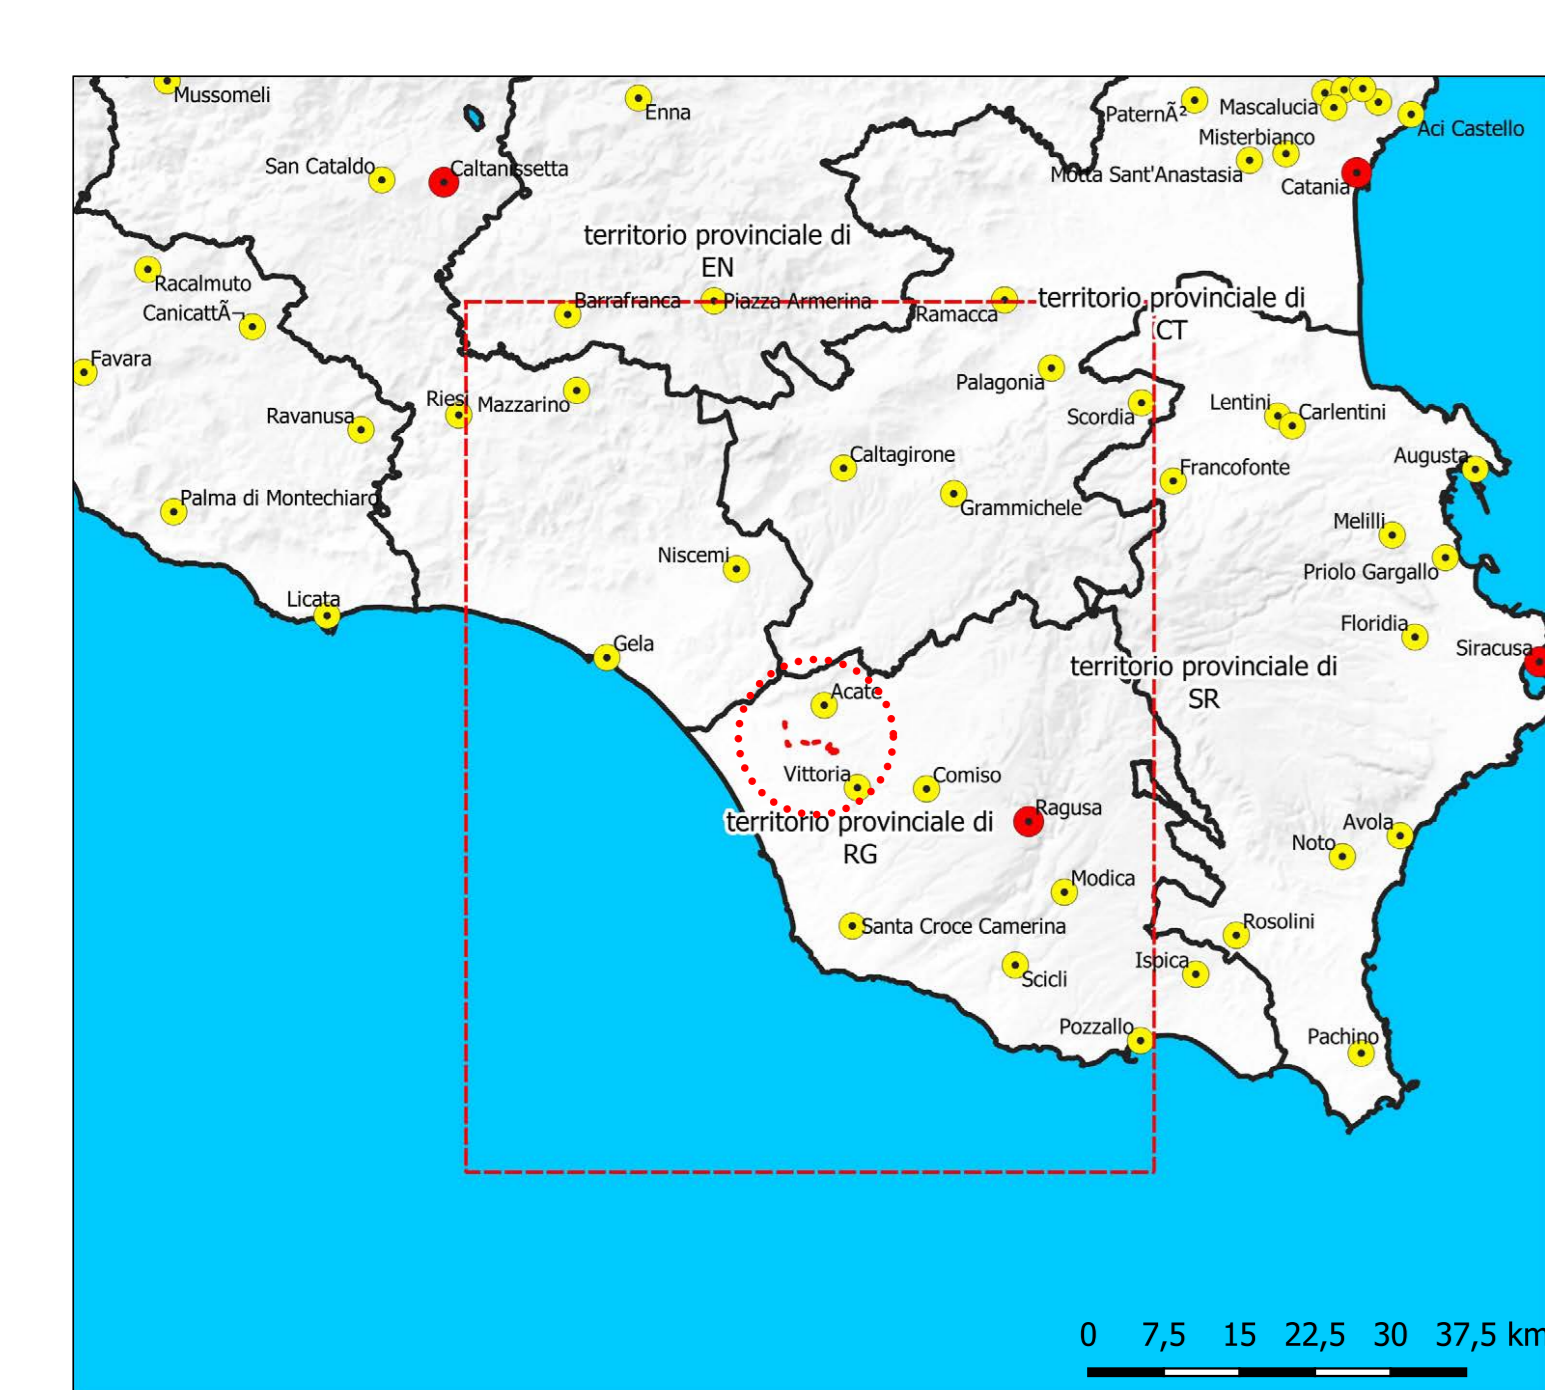 Mussomeli
Enna
PaternÃ²
Mascalucia
Aci Castello
Misterbianco
San Cataldo
Caltanissetta
Motta Sant'Anastasia
Catania
territorio provinciale di
EN
Racalmuto
CanicattÃ¬
Barrafranca
Piazza Armerina
Ramacca
territorio provinciale di
CT
Favara
Palagonia
Riesi
Mazzarino
Ravanusa
Scordia
Lentini
Carlentini
Caltagirone
Francofonte
Augusta
Palma di Montechiaro
Grammichele
Melilli
Niscemi
Priolo Gargallo
Licata
Floridia
Gela
Siracusa
territorio provinciale di
SR
Acate
Vittoria
Comiso
Ragusa
territorio provinciale di
RG
Avola
Noto
Modica
Santa Croce Camerina
Rosolini
Ispica
Scicli
Pozzallo
Pachino
0 7,5 15 22,5 30 37,5 km